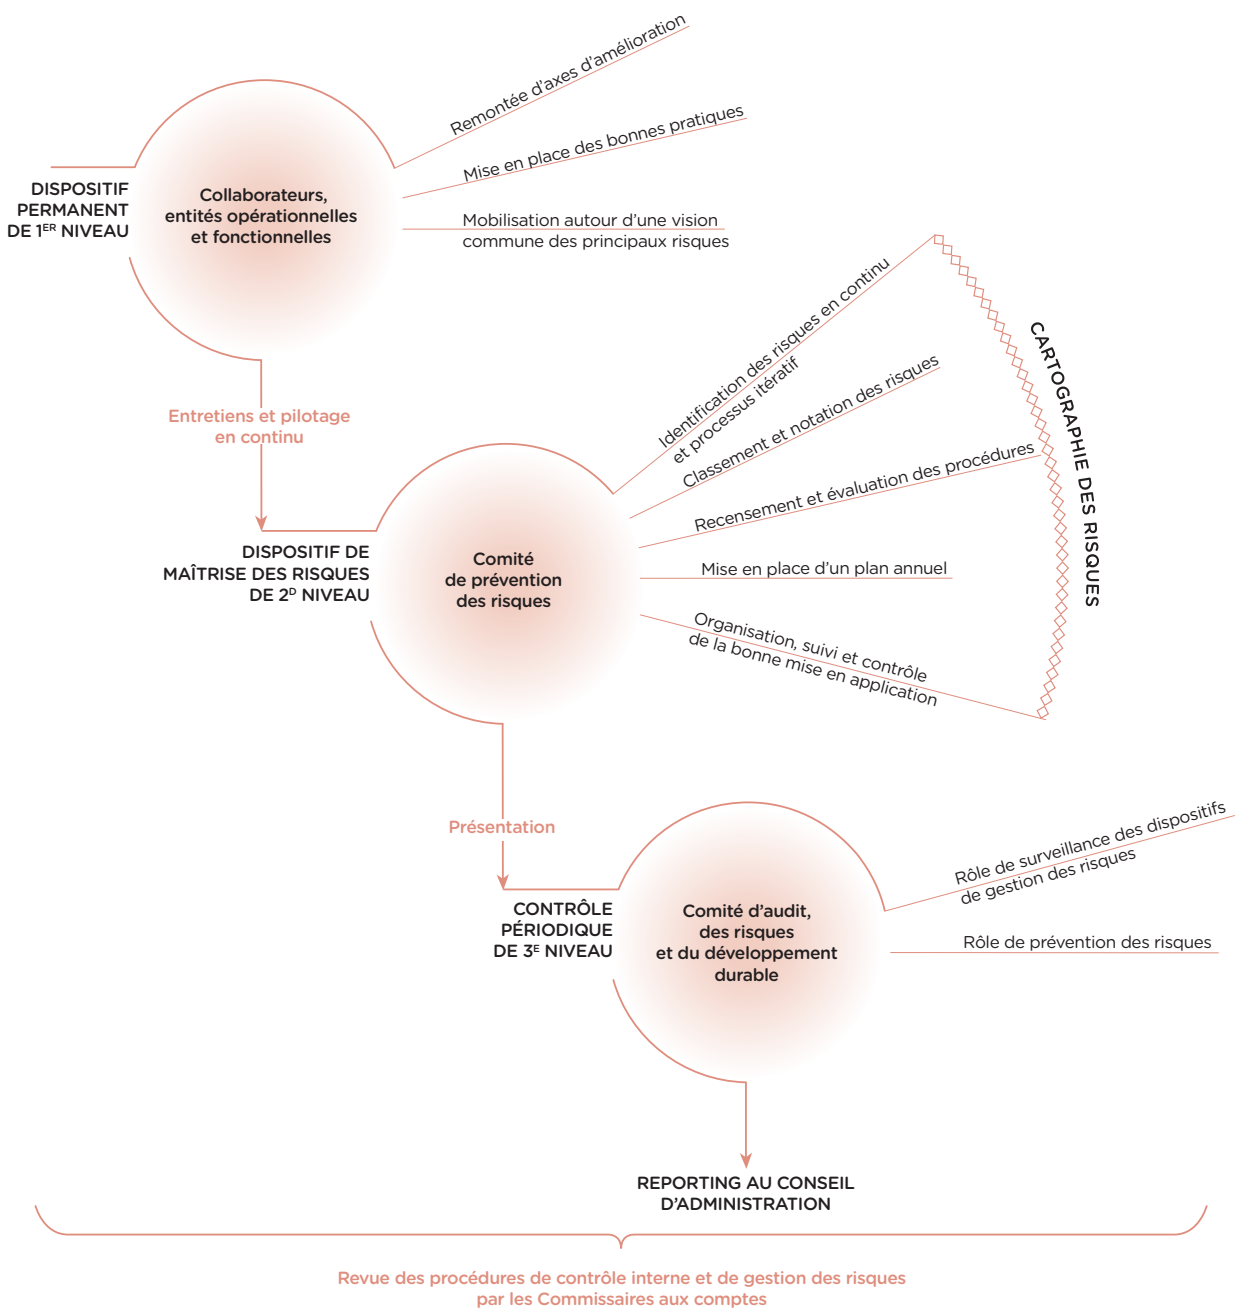 DISPOSITIF
PERMANENT
DE 1ER NIVEAU
Collaborateurs,
entités opérationnelles
et fonctionnelles
Remontée d'axes d'amélioration
Mise en place des bonnes pratiques
Mobilisation autour d'une vision
commune des principaux risques
Entretiens et pilotage
en continu
DISPOSITIF DE
MAÎTRISE DES RISQUES
DE 2D NIVEAU
Comité
de prévention
des risques
Identification des risques en continu
et processus itératif
Classement et notation des risques
Recensement et évaluation des procédures
Mise en place d'un plan annuel
Organisation, suivi et contrôle
de la bonne mise en application
CARTOGRAPHIE DES RISQUES
Présentation
CONTRÔLE
PÉRIODIQUE
DE 3E NIVEAU
Comité d'audit,
des risques
et du développement
durable
Rôle de surveillance des dispositifs
de gestion des risques
Rôle de prévention des risques
REPORTING AU CONSEIL
D'ADMINISTRATION
Revue des procédures de contrôle interne et de gestion des risques
par les Commissaires aux comptes